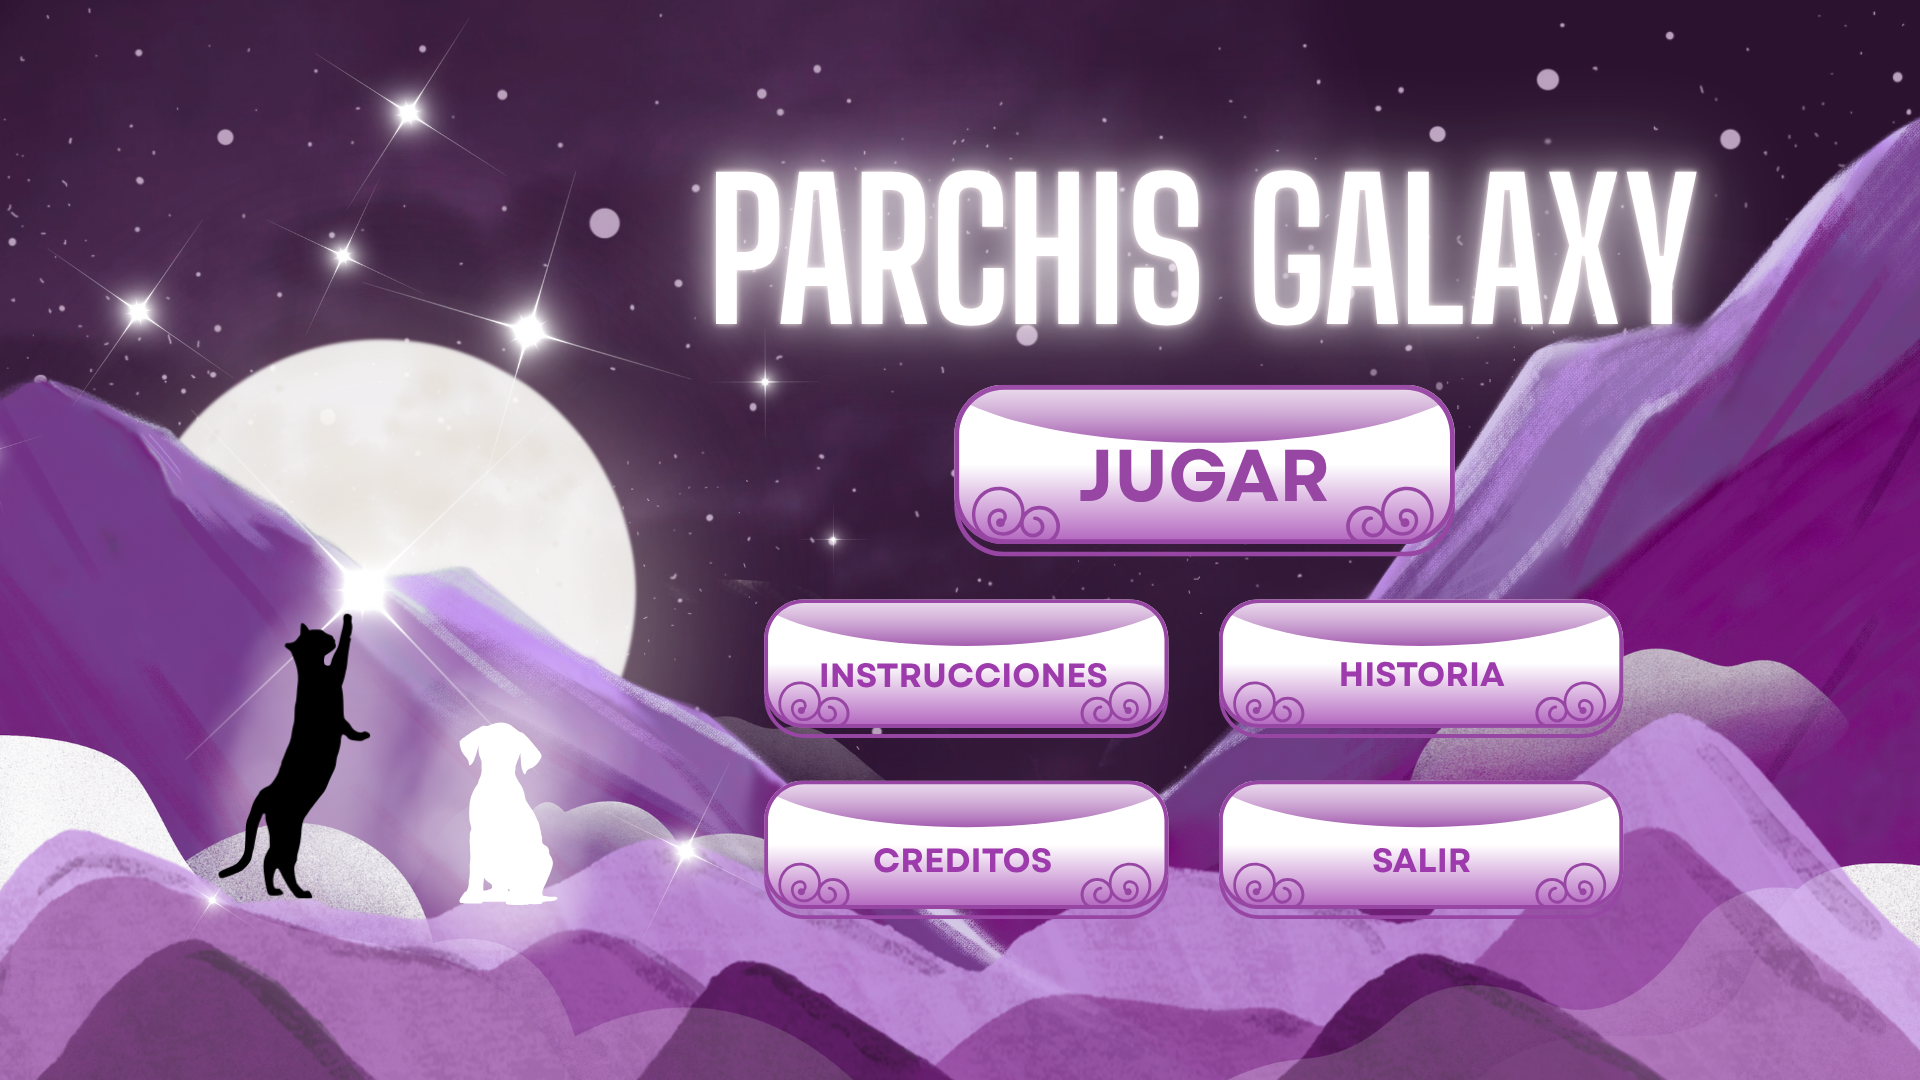 PARCHIS GALAXY
JUGAR
INSTRUCCIONES
HISTORIA
CREDITOS
SALIR